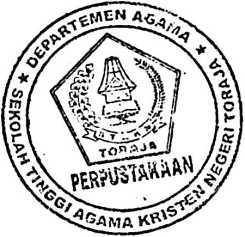 DEPARTEMEN AGAMA
SEKOLAH TINGGI AGAMA KRISTEN NEGERI TORAJA
TORAJA
PERPUSTAKAAN